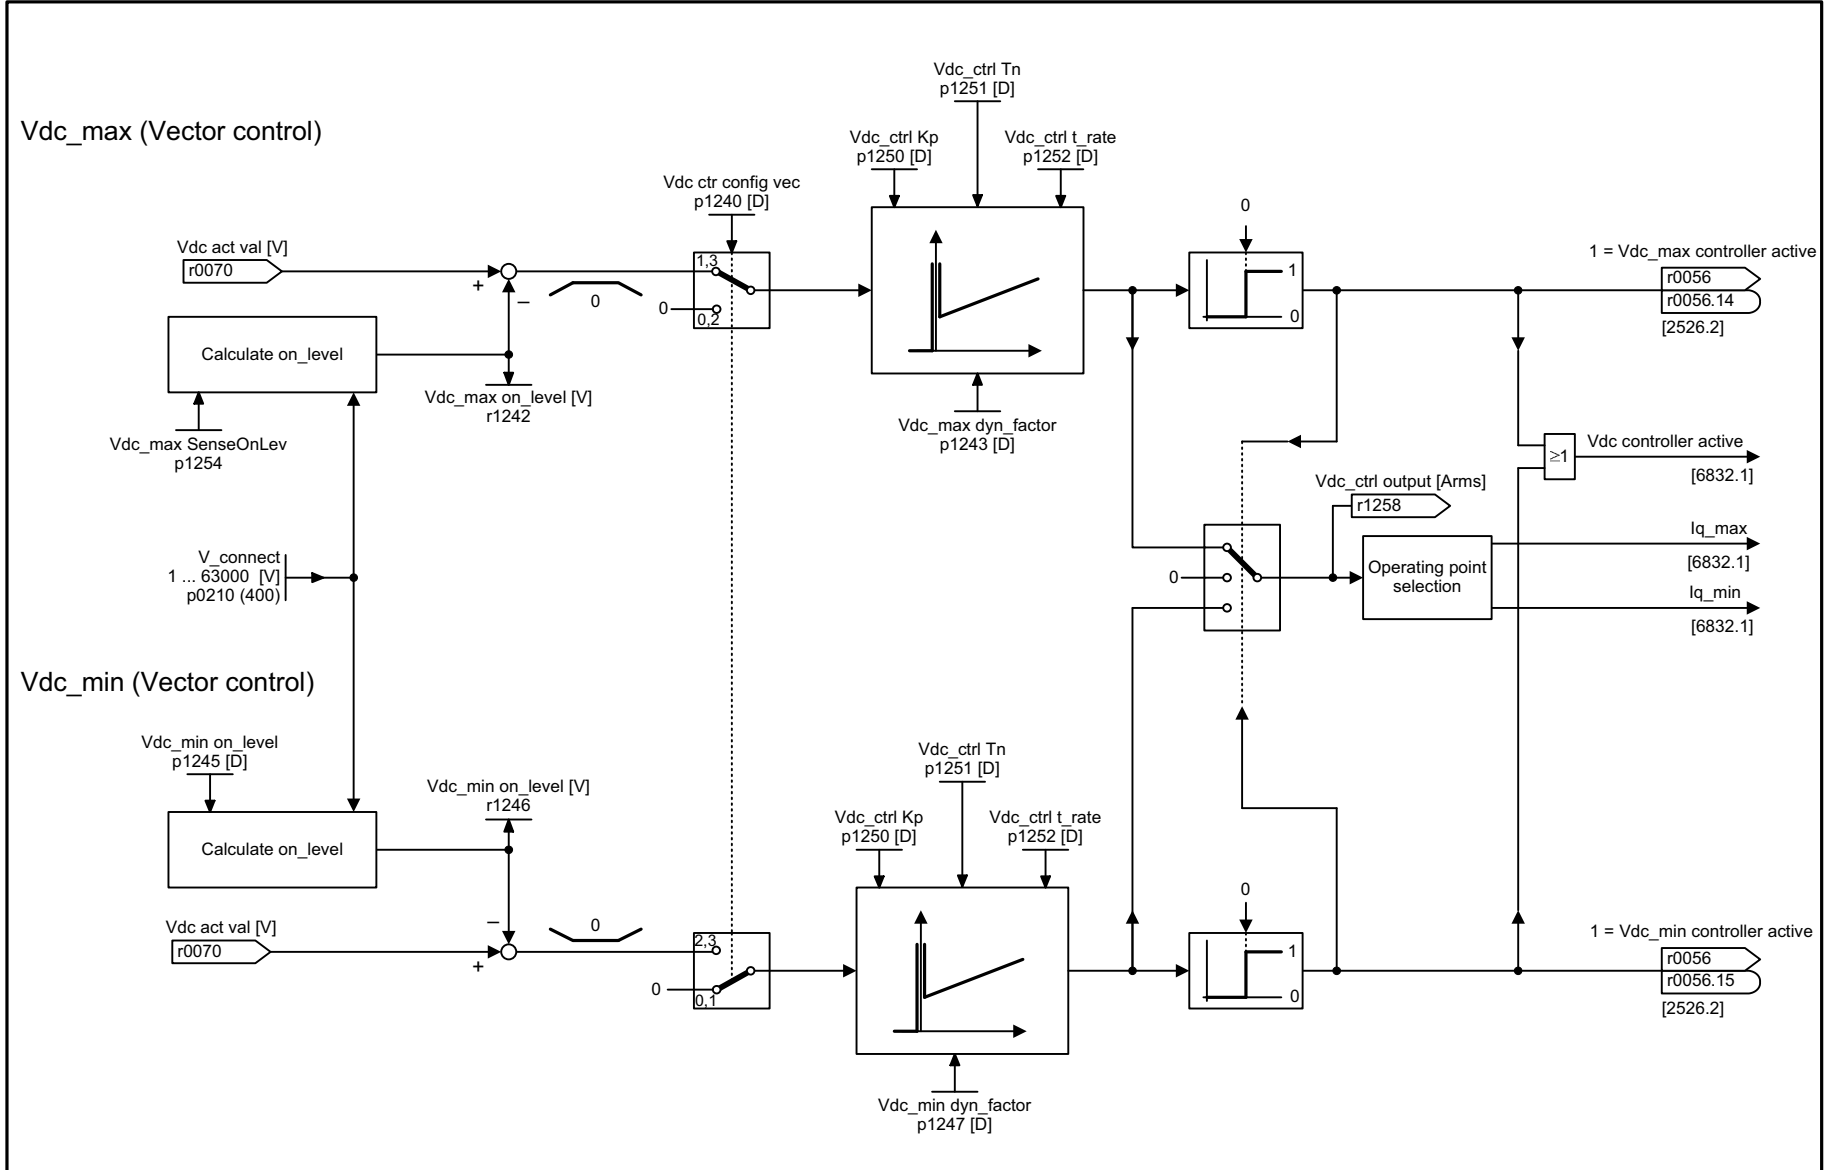 Vdc_ctrl Tn
p1251 [D]
Vdc_max (Vector control)
Vdc_ctrl Kp
p1250 [D]
Vdc_ctrl t_rate
p1252 [D]
Vdc ctr config vec
p1240 [D]
0
Vdc act val [V]
r0070
+
–
0
1,3
0
0,2
1
0
1 = Vdc_max controller active
r0056
r0056.14
[2526.2]
Calculate on_level
Vdc_max on_level [V]
r1242
Vdc_max SenseOnLev
p1254
Vdc_max dyn_factor
p1243 [D]
≥1
Vdc controller active
[6832.1]
Vdc_ctrl output [Arms]
r1258
V_connect
1 ... 63000 [V]
p0210 (400)
0
Operating point
selection
Iq_max
[6832.1]
Iq_min
[6832.1]
Vdc_min (Vector control)
Vdc_min on_level
p1245 [D]
Vdc_min on_level [V]
r1246
Calculate on_level
Vdc_ctrl Tn
p1251 [D]
Vdc_ctrl Kp
p1250 [D]
Vdc_ctrl t_rate
p1252 [D]
0
Vdc act val [V]
r0070
+
–
0
2,3
0
0,1
1
0
1 = Vdc_min controller active
r0056
r0056.15
[2526.2]
Vdc_min dyn_factor
p1247 [D]